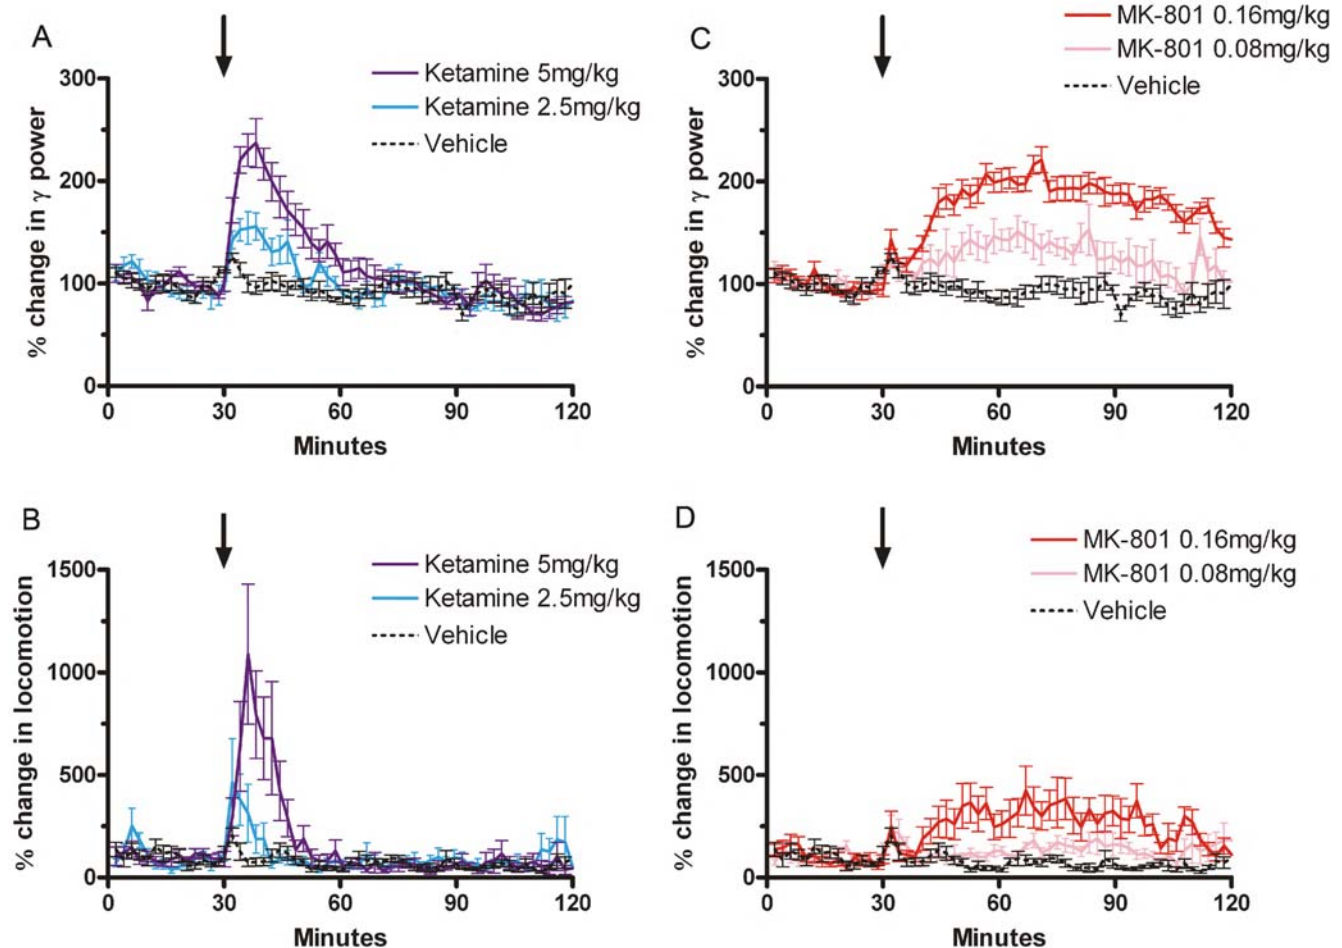 A
Ketamine 5mg/kg
Ketamine 2.5mg/kg
Vehicle
% change in γ power
300
200
100
0
0 30 60 90 120
Minutes
C
MK-801 0.16mg/kg
MK-801 0.08mg/kg
Vehicle
% change in γ power
300
200
100
0
0 30 60 90 120
Minutes
B
Ketamine 5mg/kg
Ketamine 2.5mg/kg
Vehicle
% change in locomotion
1500
1000
500
0
0 30 60 90 120
Minutes
D
MK-801 0.16mg/kg
MK-801 0.08mg/kg
Vehicle
% change in locomotion
1500
1000
500
0
0 30 60 90 120
Minutes